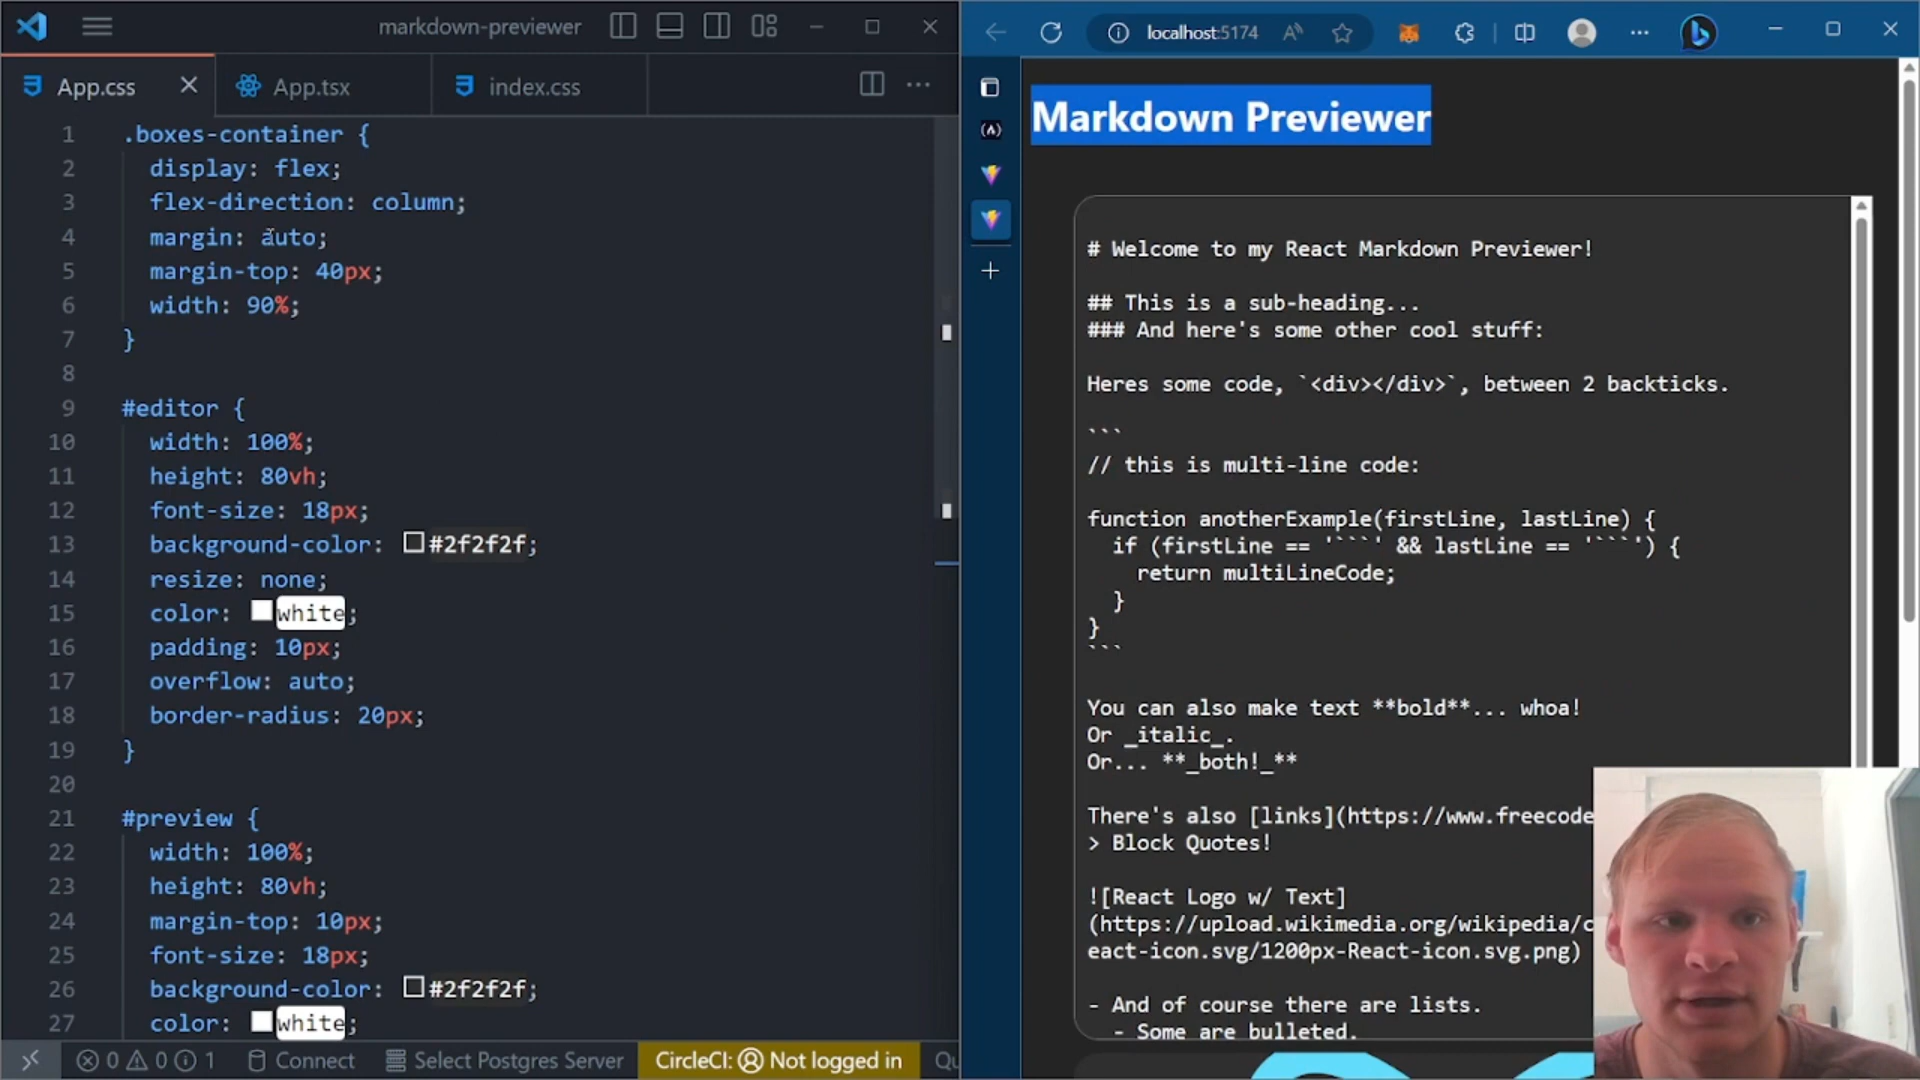 markdown-previewer
App.css
App.tsx
index.css
1 .boxes-container {
2 display: flex;
3 flex-direction: column;
4 margin: auto;
5 margin-top: 40px;
6 width: 90%;
7 }
8
9 #editor {
10 width: 100%;
11 height: 80vh;
12 font-size: 18px;
13 background-color: #2f2f2f;
14 resize: none;
15 color: white;
16 padding: 10px;
17 overflow: auto;
18 border-radius: 20px;
19 }
20
21 #preview {
22 width: 100%;
23 height: 80vh;
24 margin-top: 10px;
25 font-size: 18px;
26 background-color: #2f2f2f;
27 color: white;
0 0 1 Connect Select Postgres Server CircleCI: Not logged in Qu
localhost:5174
Markdown Previewer
# Welcome to my React Markdown Previewer!
## This is a sub-heading...
### And here's some other cool stuff:
Heres some code, `<div></div>`, between 2 backticks.
```
// this is multi-line code:
function anotherExample(firstLine, lastLine) {
if (firstLine == '```' && lastLine == '```') {
return multiLineCode;
}
}
```
You can also make text **bold**... whoa!
Or _italic_.
Or... **_both!_**
There's also [links](https://www.freecode
> Block Quotes!
![React Logo w/ Text]
(https://upload.wikimedia.org/wikipedia/c
eact-icon.svg/1200px-React-icon.svg.png)
- And of course there are lists.
- Some are bulleted.